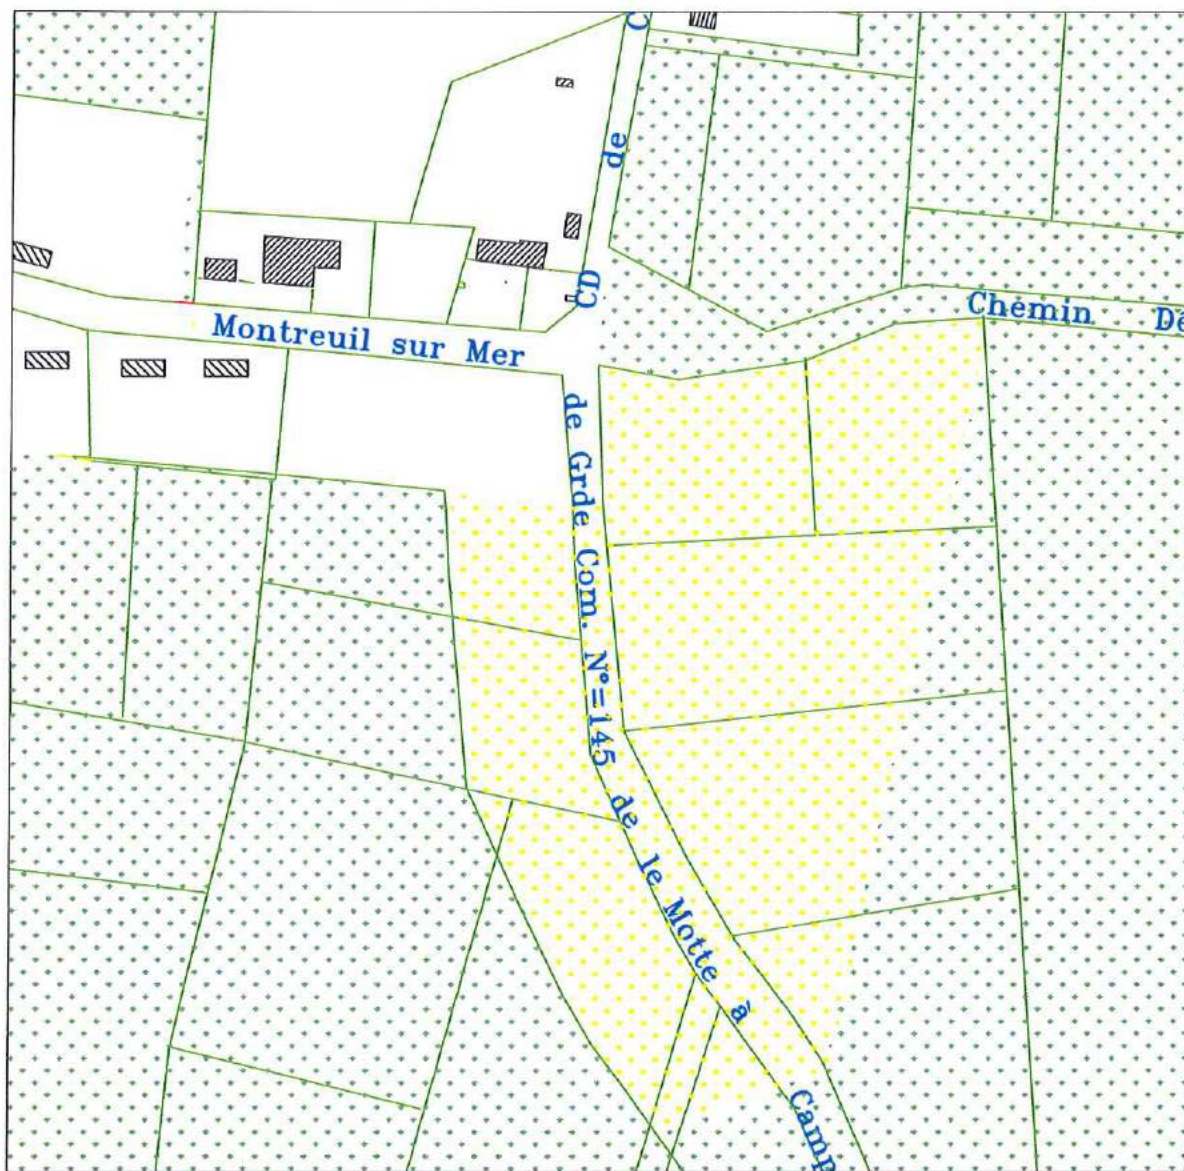 C
de
CD
Montreuil sur Mer
Chemin Dé
de Grde Com. N°=145 de le Motte à Camp